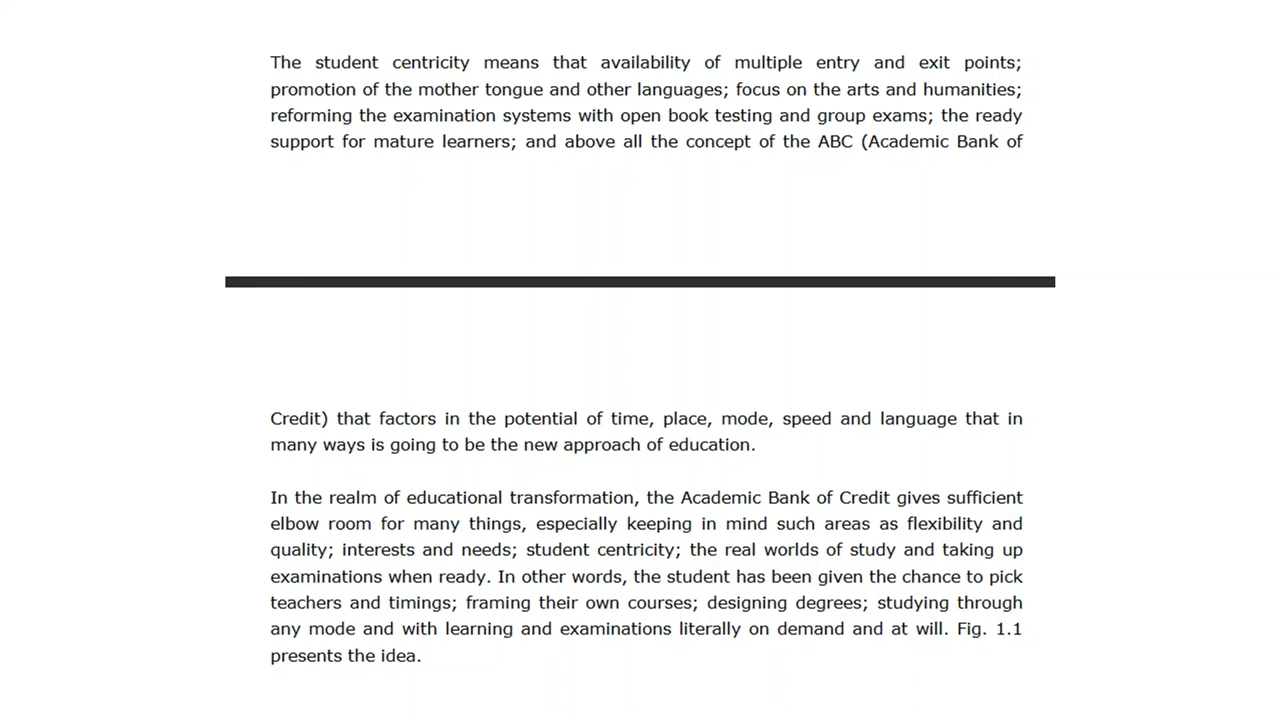 The student centricity means that availability of multiple entry and exit points;
promotion of the mother tongue and other languages; focus on the arts and humanities;
reforming the examination systems with open book testing and group exams; the ready
support for mature learners; and above all the concept of the ABC (Academic Bank of
Credit) that factors in the potential of time, place, mode, speed and language that in
many ways is going to be the new approach of education.
In the realm of educational transformation, the Academic Bank of Credit gives sufficient
elbow room for many things, especially keeping in mind such areas as flexibility and
quality; interests and needs; student centricity; the real worlds of study and taking up
examinations when ready. In other words, the student has been given the chance to pick
teachers and timings; framing their own courses; designing degrees; studying through
any mode and with learning and examinations literally on demand and at will. Fig. 1.1
presents the idea.